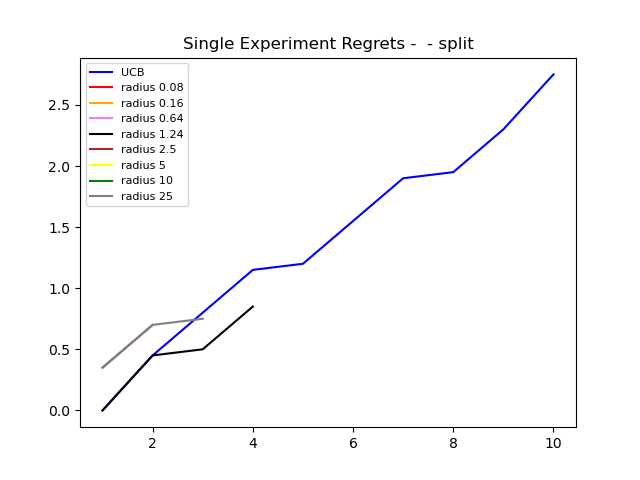 Single Experiment Regrets -  - split
UCB
radius 0.08
radius 0.16
radius 0.64
radius 1.24
radius 2.5
radius 5
radius 10
radius 25
2.5
2.0
1.5
1.0
0.5
0.0
2 4 6 8 10